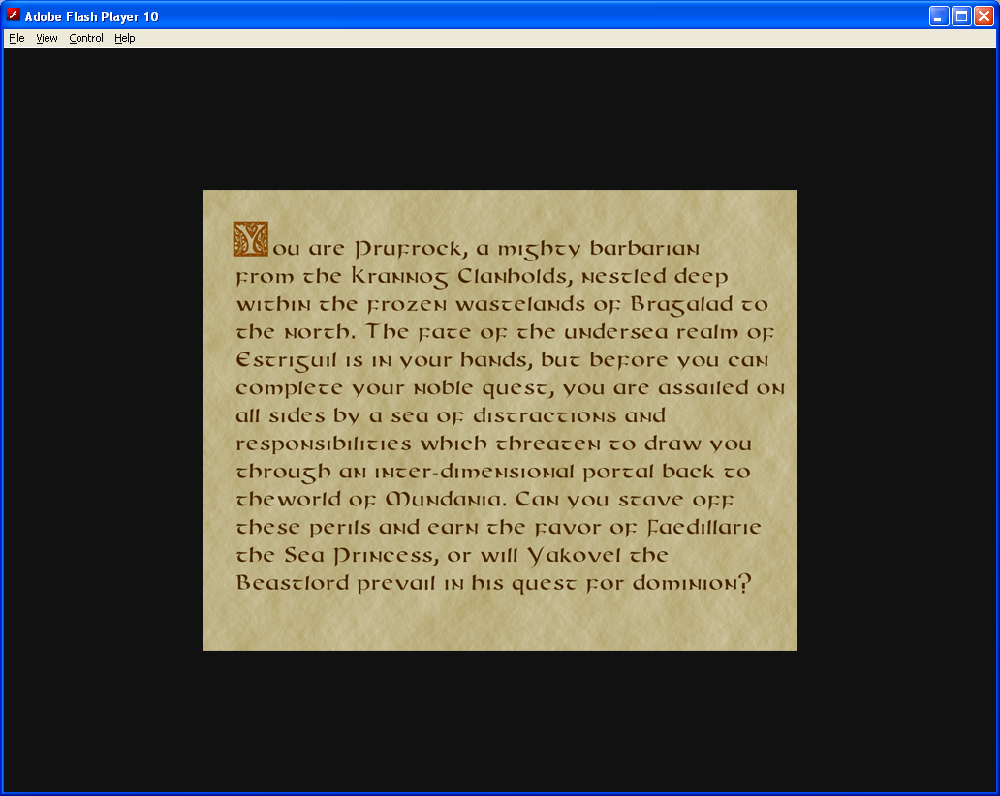 Adobe Flash Player 10
File View Control Help
You are Prufrock, a mighty barbarian
from the Krannog Clanholds, nestled deep
within the frozen wastelands of Bragalad to
the north. The fate of the undersea realm of
Estriguil is in your hands, but before you can
complete your noble quest, you are assailed on
all sides by a sea of distractions and
responsibilities which threaten to draw you
through an inter-dimensional portal back to
theworld of Mundania. Can you stave off
these perils and earn the favor of Faedillarie
the Sea Princess, or will Yakovel the
Beastlord prevail in his quest for dominion?